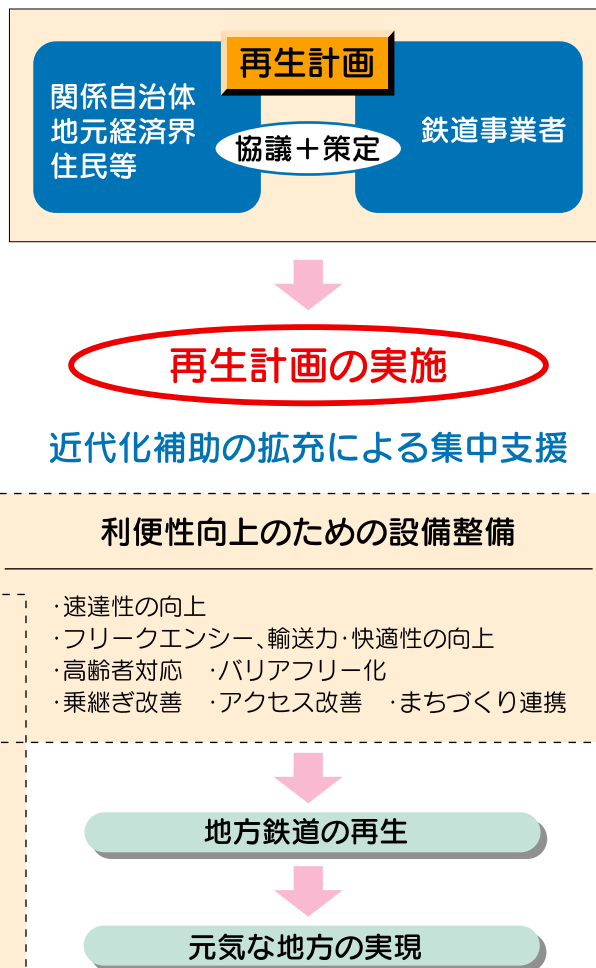 再生計画
関係自治体
地元経済界
住民等
協議＋策定
鉄道事業者
再生計画の実施
近代化補助の拡充による集中支援
利便性向上のための設備整備
・速達性の向上
・フリークエンシー、輸送力・快適性の向上
・高齢者対応　・バリアフリー化
・乗継ぎ改善　・アクセス改善　・まちづくり連携
地方鉄道の再生
元気な地方の実現